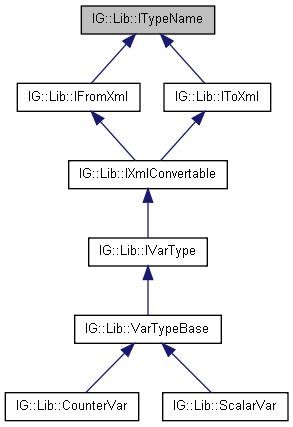 IG::Lib::ITypeName
IG::Lib::IFromXml
IG::Lib::IToXml
IG::Lib::IXmlConvertable
IG::Lib::IVarType
IG::Lib::VarTypeBase
IG::Lib::CounterVar
IG::Lib::ScalarVar